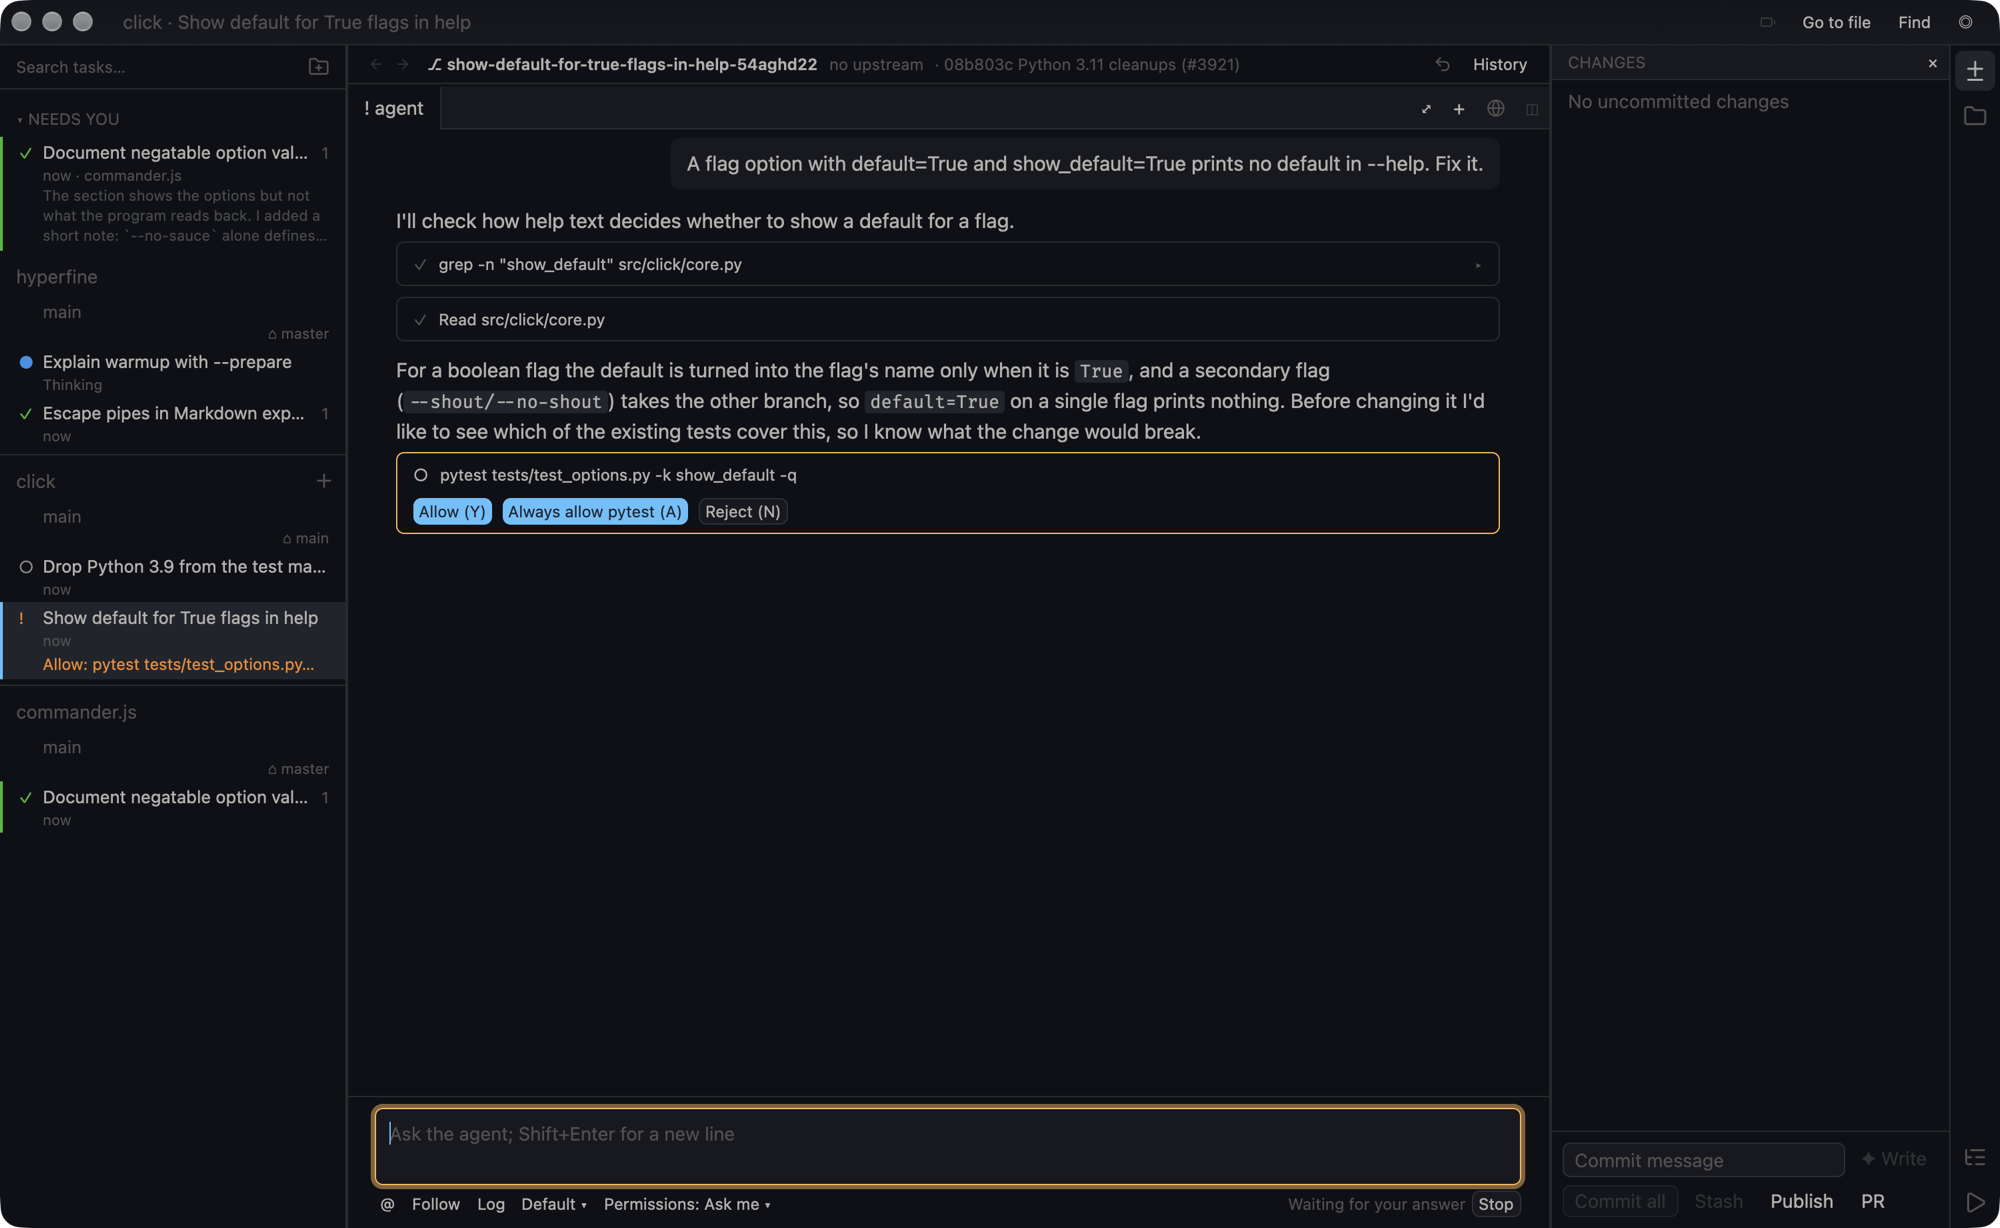 click · Show default for True flags in help
Go to file
Find
Search tasks...
NEEDS YOU
Document negatable option val... 1
now · commander.js
The section shows the options but not
what the program reads back. I added a
short note: `--no-sauce` alone defines...
hyperfine
main
master
Explain warmup with --prepare
Thinking
Escape pipes in Markdown exp... 1
now
click
main
main
Drop Python 3.9 from the test ma...
now
! Show default for True flags in help
now
Allow: pytest tests/test_options.py...
commander.js
main
master
Document negatable option val... 1
now
show-default-for-true-flags-in-help-54aghd22 no upstream · 08b803c Python 3.11 cleanups (#3921)
History
! agent
A flag option with default=True and show_default=True prints no default in --help. Fix it.
I'll check how help text decides whether to show a default for a flag.
grep -n "show_default" src/click/core.py
Read src/click/core.py
For a boolean flag the default is turned into the flag's name only when it is True, and a secondary flag
(--shout/--no-shout) takes the other branch, so default=True on a single flag prints nothing. Before changing it I'd
like to see which of the existing tests cover this, so I know what the change would break.
pytest tests/test_options.py -k show_default -q
Allow (Y) Always allow pytest (A) Reject (N)
Ask the agent; Shift+Enter for a new line
@ Follow Log Default Permissions: Ask me
Waiting for your answer Stop
CHANGES
No uncommitted changes
Commit message
Write
Commit all Stash Publish PR